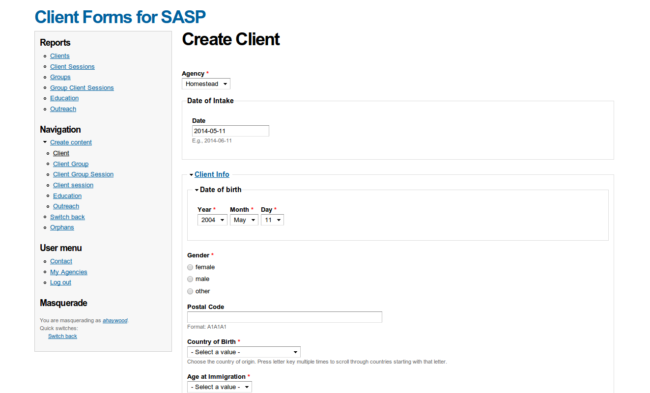 Client Forms for SASP
Reports
Clients
Client Sessions
Groups
Group Client Sessions
Education
Outreach
Navigation
Create content
Client
Client Group
Client Group Session
Client session
Education
Outreach
Switch back
Orphans
User menu
Contact
My Agencies
Log out
Masquerade
You are masquerading as ahaywood.
Quick switches:
Switch back
Create Client
Agency *
Homestead
Date of Intake
Date
2014-05-11
E.g., 2014-06-11
Client Info
Date of birth
Year * Month * Day *
2004 May 11
Gender *
female
male
other
Postal Code
Format: A1A1A1
Country of Birth *
- Select a value -
Choose the country of origin. Press letter key multiple times to scroll through countries starting with that letter.
Age at Immigration *
- Select a value -